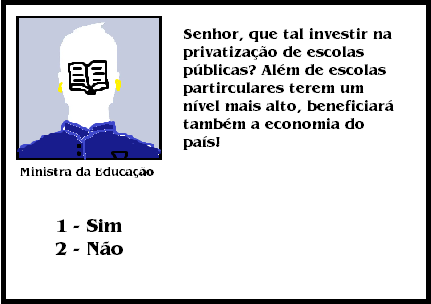 Senhor, que tal investir na
privatização de escolas
públicas? Além de escolas
partirculares terem um
nível mais alto, beneficiará
também a economia do
país!
Ministra da Educação
1 - Sim
2 - Não